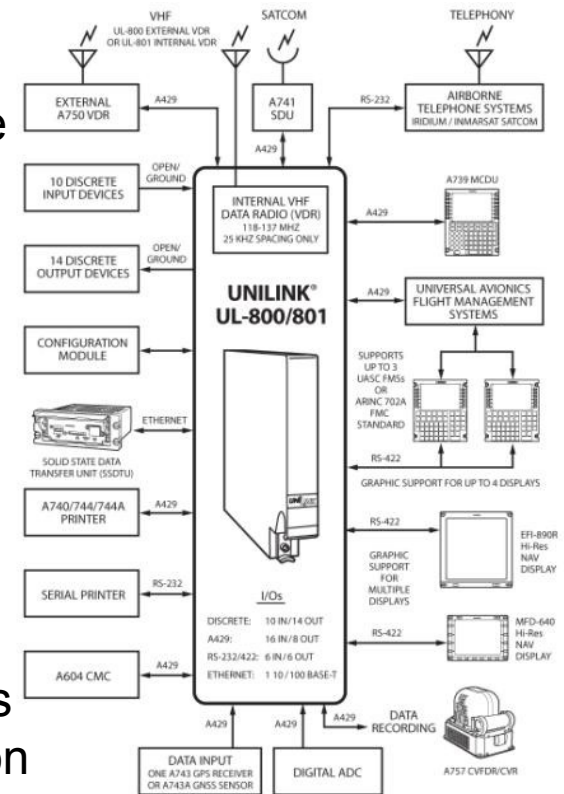 VHF
UL-800 EXTERNAL VDR
OR UL-801 INTERNAL VDR
SATCOM
TELEPHONY
EXTERNAL
A750 VDR
A429
A741
SDU
A429
RS-232
AIRBORNE
TELEPHONE SYSTEMS
IRIDIUM / INMARSAT SATCOM
e
10 DISCRETE
INPUT DEVICES
OPEN/
GROUND
INTERNAL VHF
DATA RADIO (VDR)
118-137 MHZ
25 KHZ SPACING ONLY
A739 MCDU
A429
14 DISCRETE
OUTPUT DEVICES
OPEN/
GROUND
UNILINK®
UL-800/801
A429
UNIVERSAL AVIONICS
FLIGHT MANAGEMENT
SYSTEMS
CONFIGURATION
MODULE
SUPPORTS
UP TO 3
UASC FMSs
OR
ARINC 702A
FMC
STANDARD
ETHERNET
SOLID STATE DATA
TRANSFER UNIT (SSDTU)
RS-422
GRAPHIC SUPPORT FOR UP TO 4 DISPLAYS
A740/744/744A
PRINTER
A429
UNiLink
RS-422
EFI-890R
Hi-Res
NAV
DISPLAY
GRAPHIC
SUPPORT
FOR
MULTIPLE
DISPLAYS
SERIAL PRINTER
RS-232
I/Os
DISCRETE: 10 IN/14 OUT
A429: 16 IN/8 OUT
RS-232/422: 6 IN/6 OUT
ETHERNET: 1 10/100 BASE-T
RS-422
MFD-640
Hi-Res
NAV
DISPLAY
A604 CMC
A429
s
on
A429
A429
A429
DATA
RECORDING
DATA INPUT
ONE A743 GPS RECEIVER
OR A743A GNSS SENSOR
DIGITAL ADC
A757 CVFDR/CVR